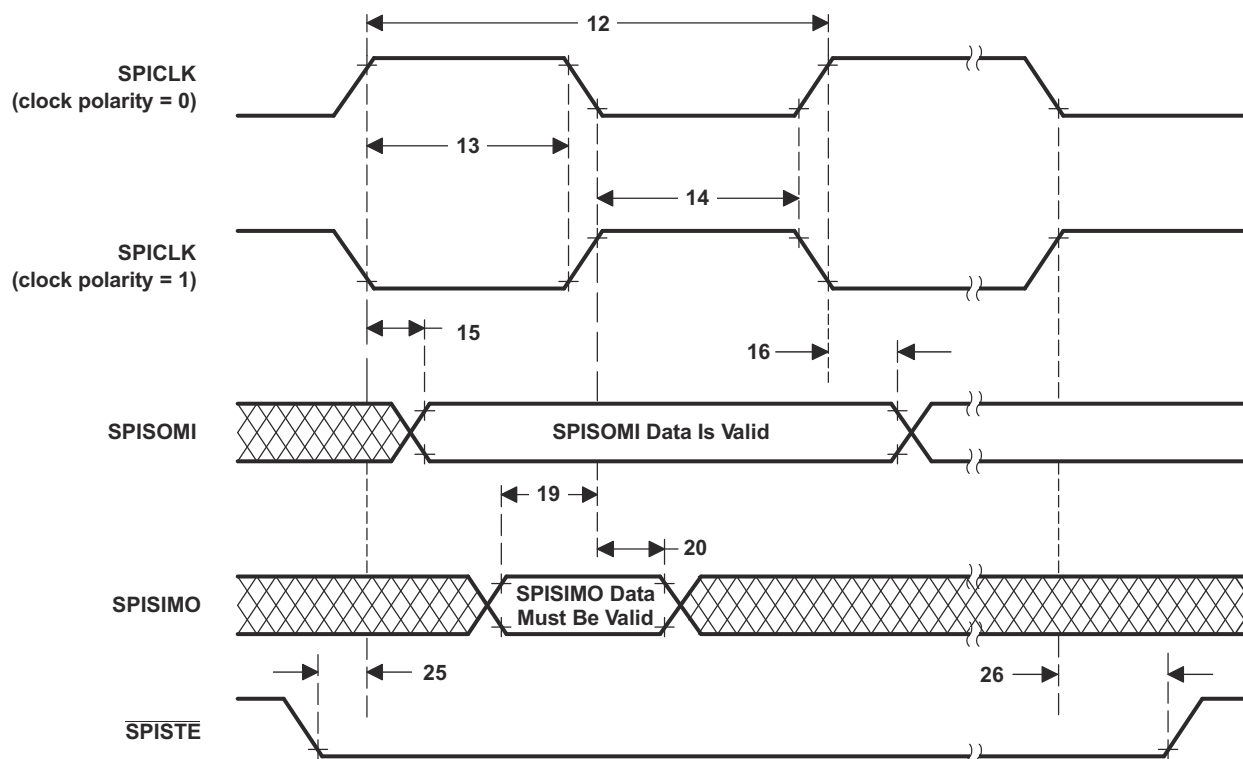 12
SPICLK
(clock polarity = 0)
13
14
SPICLK
(clock polarity = 1)
15
16
SPISOMI
SPISOMI Data Is Valid
19
20
SPISIMO
SPISIMO Data
Must Be Valid
25
26
SPISTE